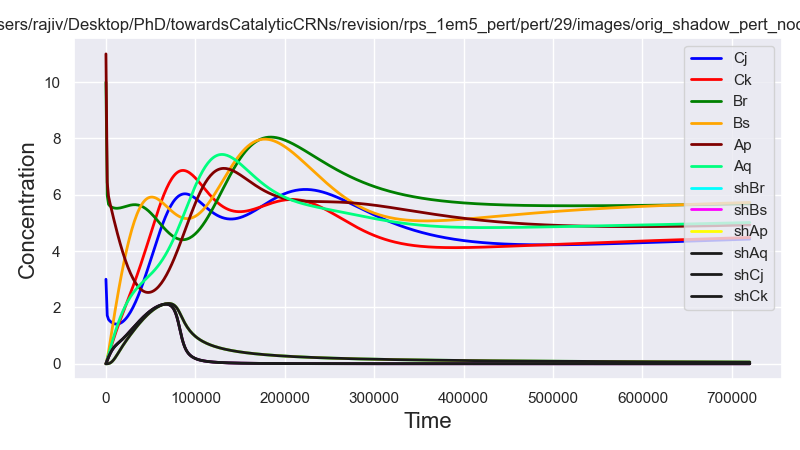 sers/rajiv/Desktop/PhD/towardsCatalyticCRNs/revision/rps_1em5_pert/pert/29/images/orig_shadow_pert_noc
Concentration
10
8
6
4
2
0
0
100000
200000
300000
400000
500000
600000
700000
Time
Cj
Ck
Br
Bs
Ap
Aq
shBr
shBs
shAp
shAq
shCj
shCk